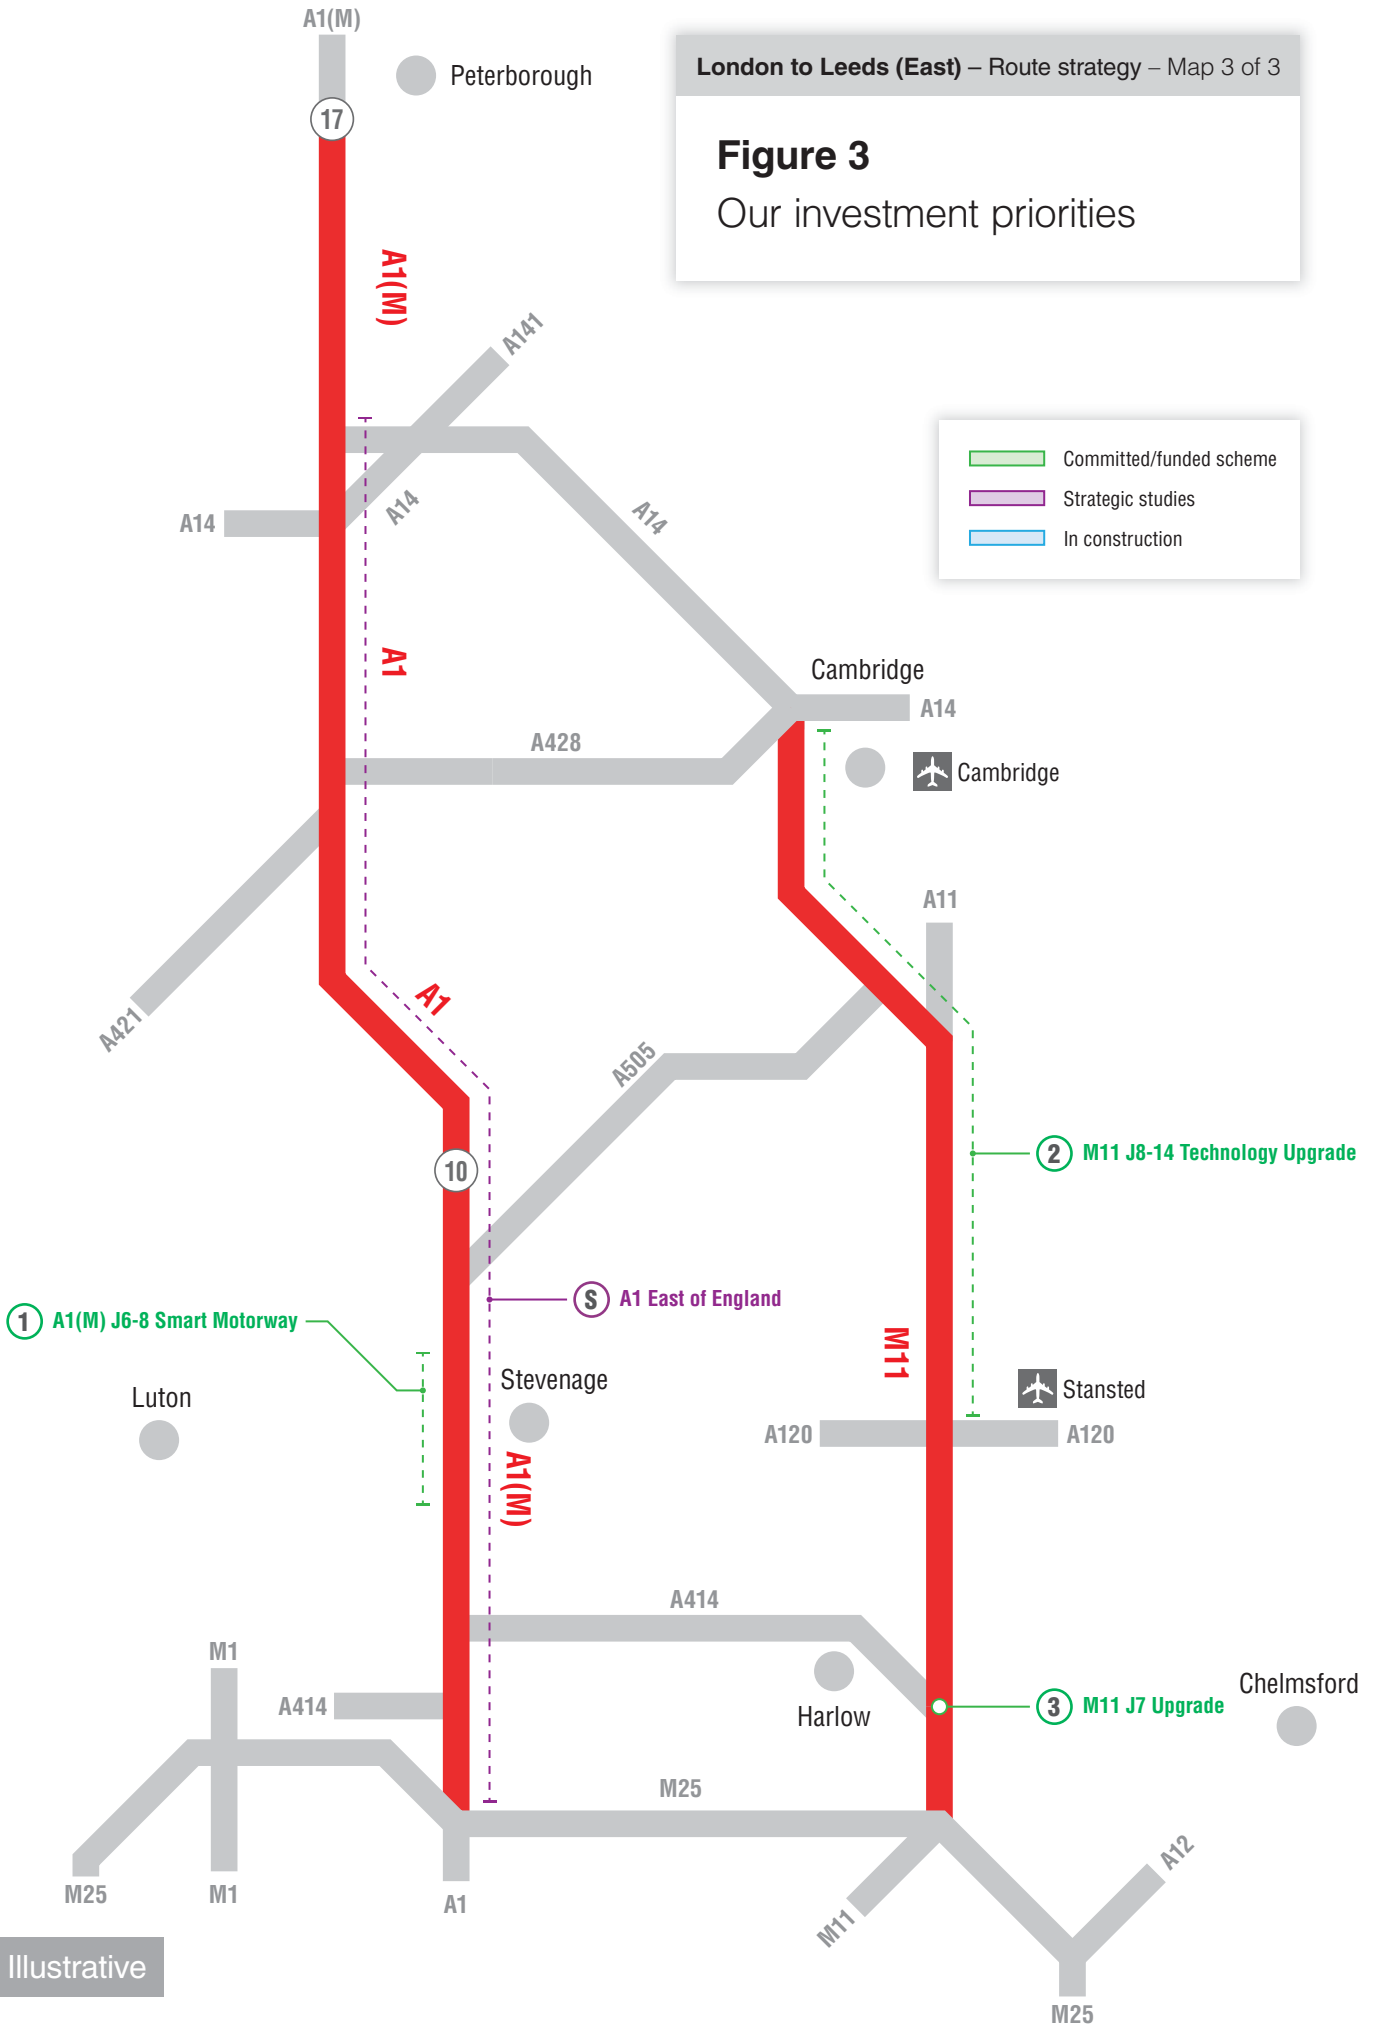 A1(M)
Peterborough
London to Leeds (East) – Route strategy – Map 3 of 3
17
Figure 3
Our investment priorities
A1(M)
A141
Committed/funded scheme
Strategic studies
In construction
A14
A14
A14
A1
Cambridge
A14
A428
Cambridge
A11
A1
A421
A505
2 M11 J8-14 Technology Upgrade
10
S A1 East of England
1 A1(M) J6-8 Smart Motorway
M11
Stevenage
Stansted
Luton
A120
A120
A1(M)
A414
M1
Chelmsford
A414
Harlow
3 M11 J7 Upgrade
M25
A12
M25
M1
A1
M11
Illustrative
M25